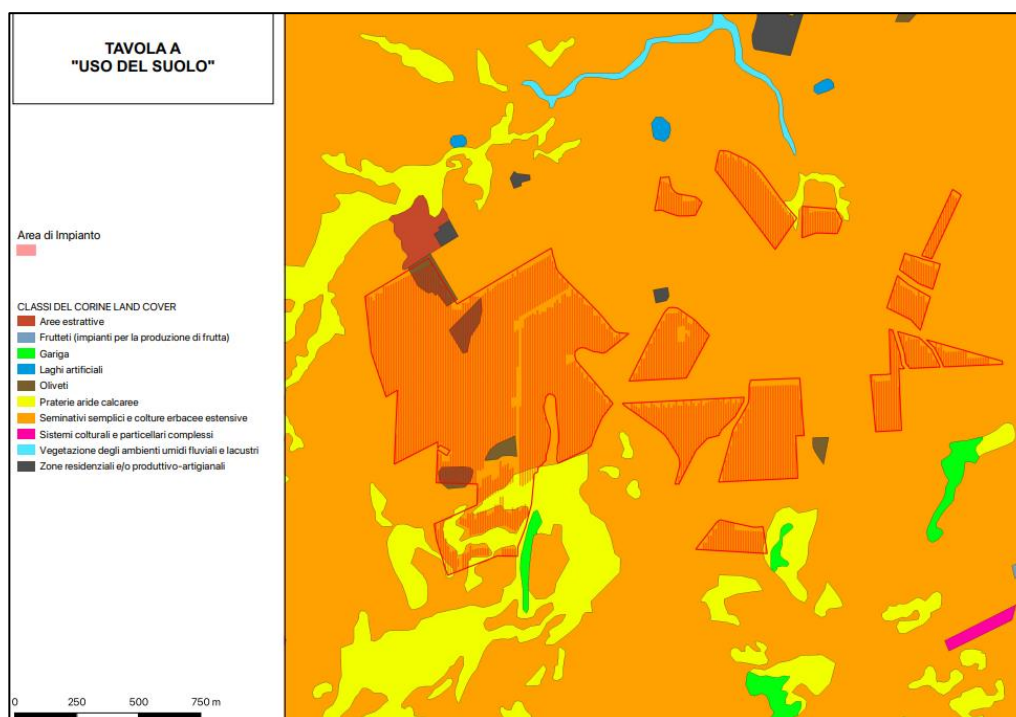 TAVOLA A
"USO DEL SUOLO"
Area di Impianto
CLASSI DEL CORINE LAND COVER
Aree estrattive
Frutteti (impianti per la produzione di frutta)
Gariga
Laghi artificiali
Oliveti
Praterie aride calcaree
Seminativi semplici e colture erbacee estensive
Sistemi colturali e particellari complessi
Vegetazione degli ambienti umidi fluviali e lacustri
Zone residenziali e/o produttivo-artigianali
0 250 500 750 m